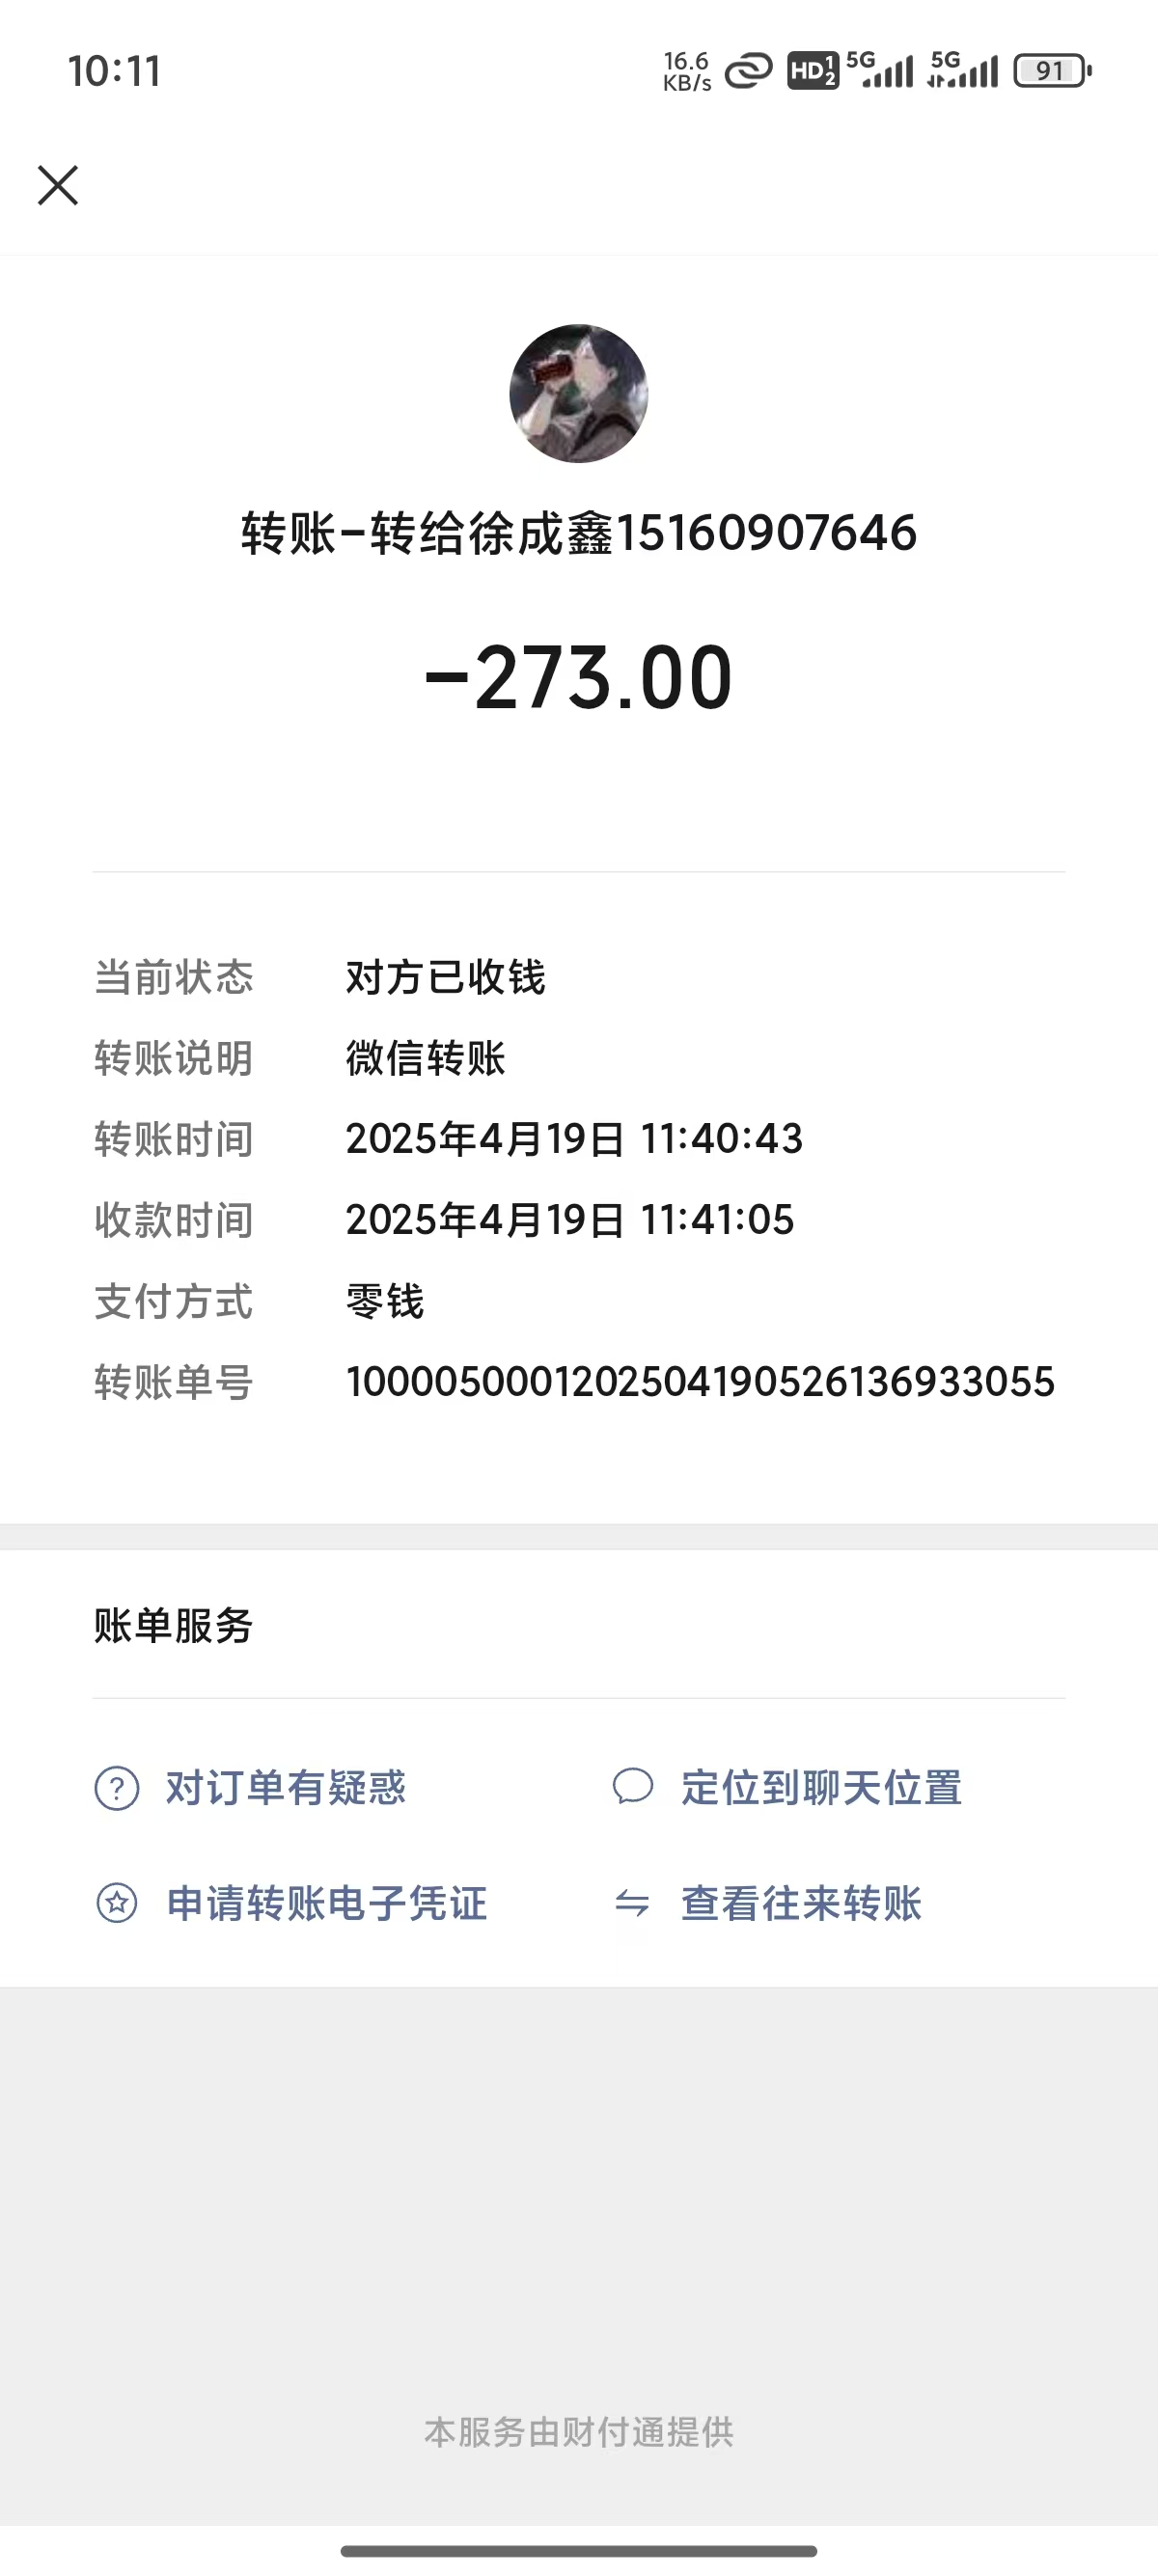 10:11
16.6 KB/s HD 1 2 5G 5G 91
转账-转给徐成鑫15160907646
-273.00
当前状态 对方已收钱
转账说明 微信转账
转账时间 2025年4月19日 11:40:43
收款时间 2025年4月19日 11:41:05
支付方式 零钱
转账单号 1000050001202504190526136933055
账单服务
对订单有疑惑 定位到聊天位置
申请转账电子凭证 查看往来转账
本服务由财付通提供